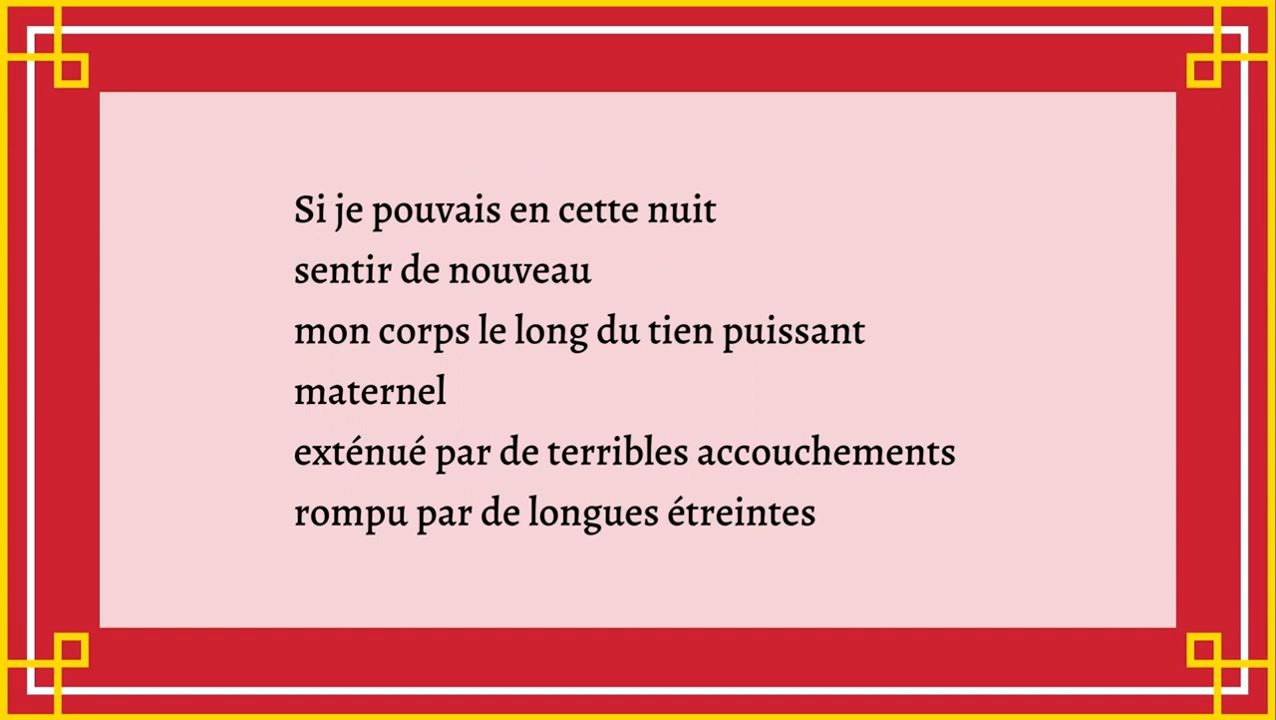 Si je pouvais en cette nuit
sentir de nouveau
mon corps le long du tien puissant
maternel
exténué par de terribles accouchements
rompu par de longues étreintes